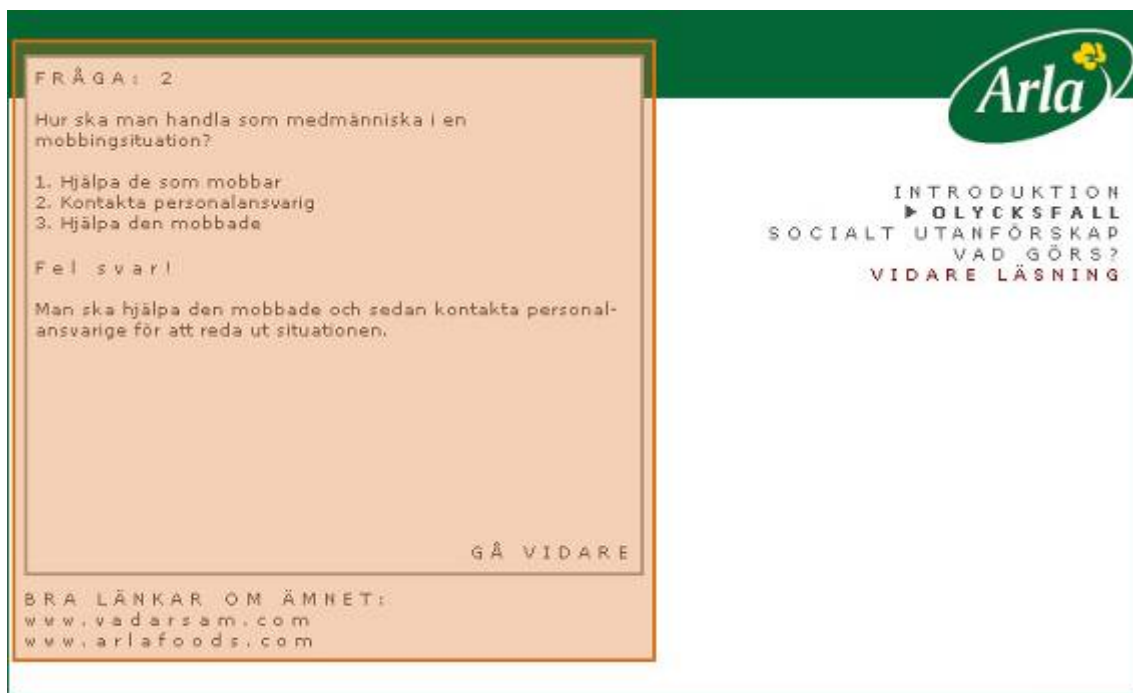 FRÅGA: 2
Hur ska man handla som medmänniska i en
mobbingsituation?
1. Hjälpa de som mobbar
2. Kontakta personalansvarig
3. Hjälpa den mobbade
Fel svar!
Man ska hjälpa den mobbade och sedan kontakta personal-
ansvarige för att reda ut situationen.
GÅ VIDARE
BRA LÄNKAR OM ÄMNET:
www.vadarsam.com
www.arlafoods.com
Arla
INTRODUKTION
▶ OLYCKSFALL
SOCIALT UTANFÖRSKAP
VAD GÖRS?
VIDARE LÄSNING